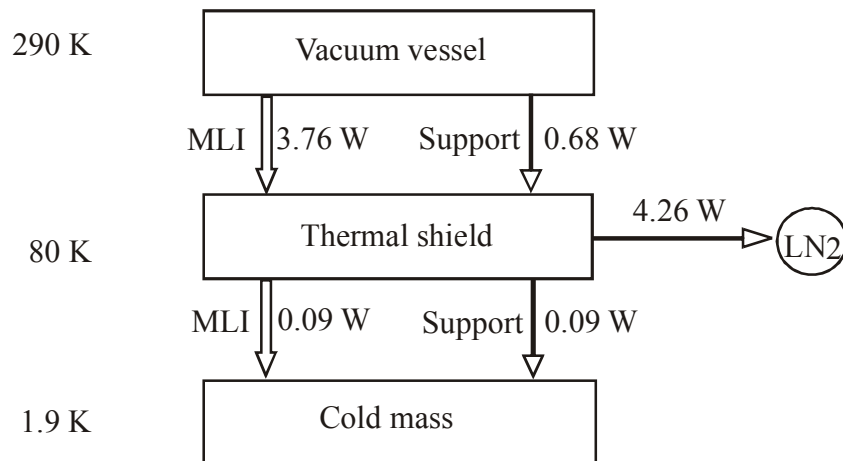 290 K
Vacuum vessel
MLI 3.76 W Support 0.68 W
4.26 W
80 K Thermal shield LN2
MLI 0.09 W Support 0.09 W
1.9 K Cold mass